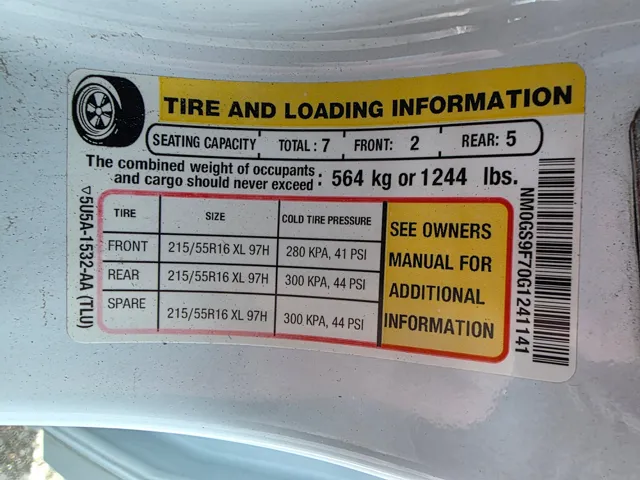 TIRE AND LOADING INFORMATION
SEATING CAPACITY TOTAL : 7 FRONT: 2 REAR: 5
The combined weight of occupants
and cargo should never exceed : 564 kg or 1244 lbs.
TIRE SIZE COLD TIRE PRESSURE
FRONT 215/55R16 XL 97H 280 KPA, 41 PSI
REAR 215/55R16 XL 97H 300 KPA, 44 PSI
SPARE 215/55R16 XL 97H 300 KPA, 44 PSI
SEE OWNERS
MANUAL FOR
ADDITIONAL
INFORMATION
▽5U5A-1532-AA (TLU)
NM0GS9F70G1241141